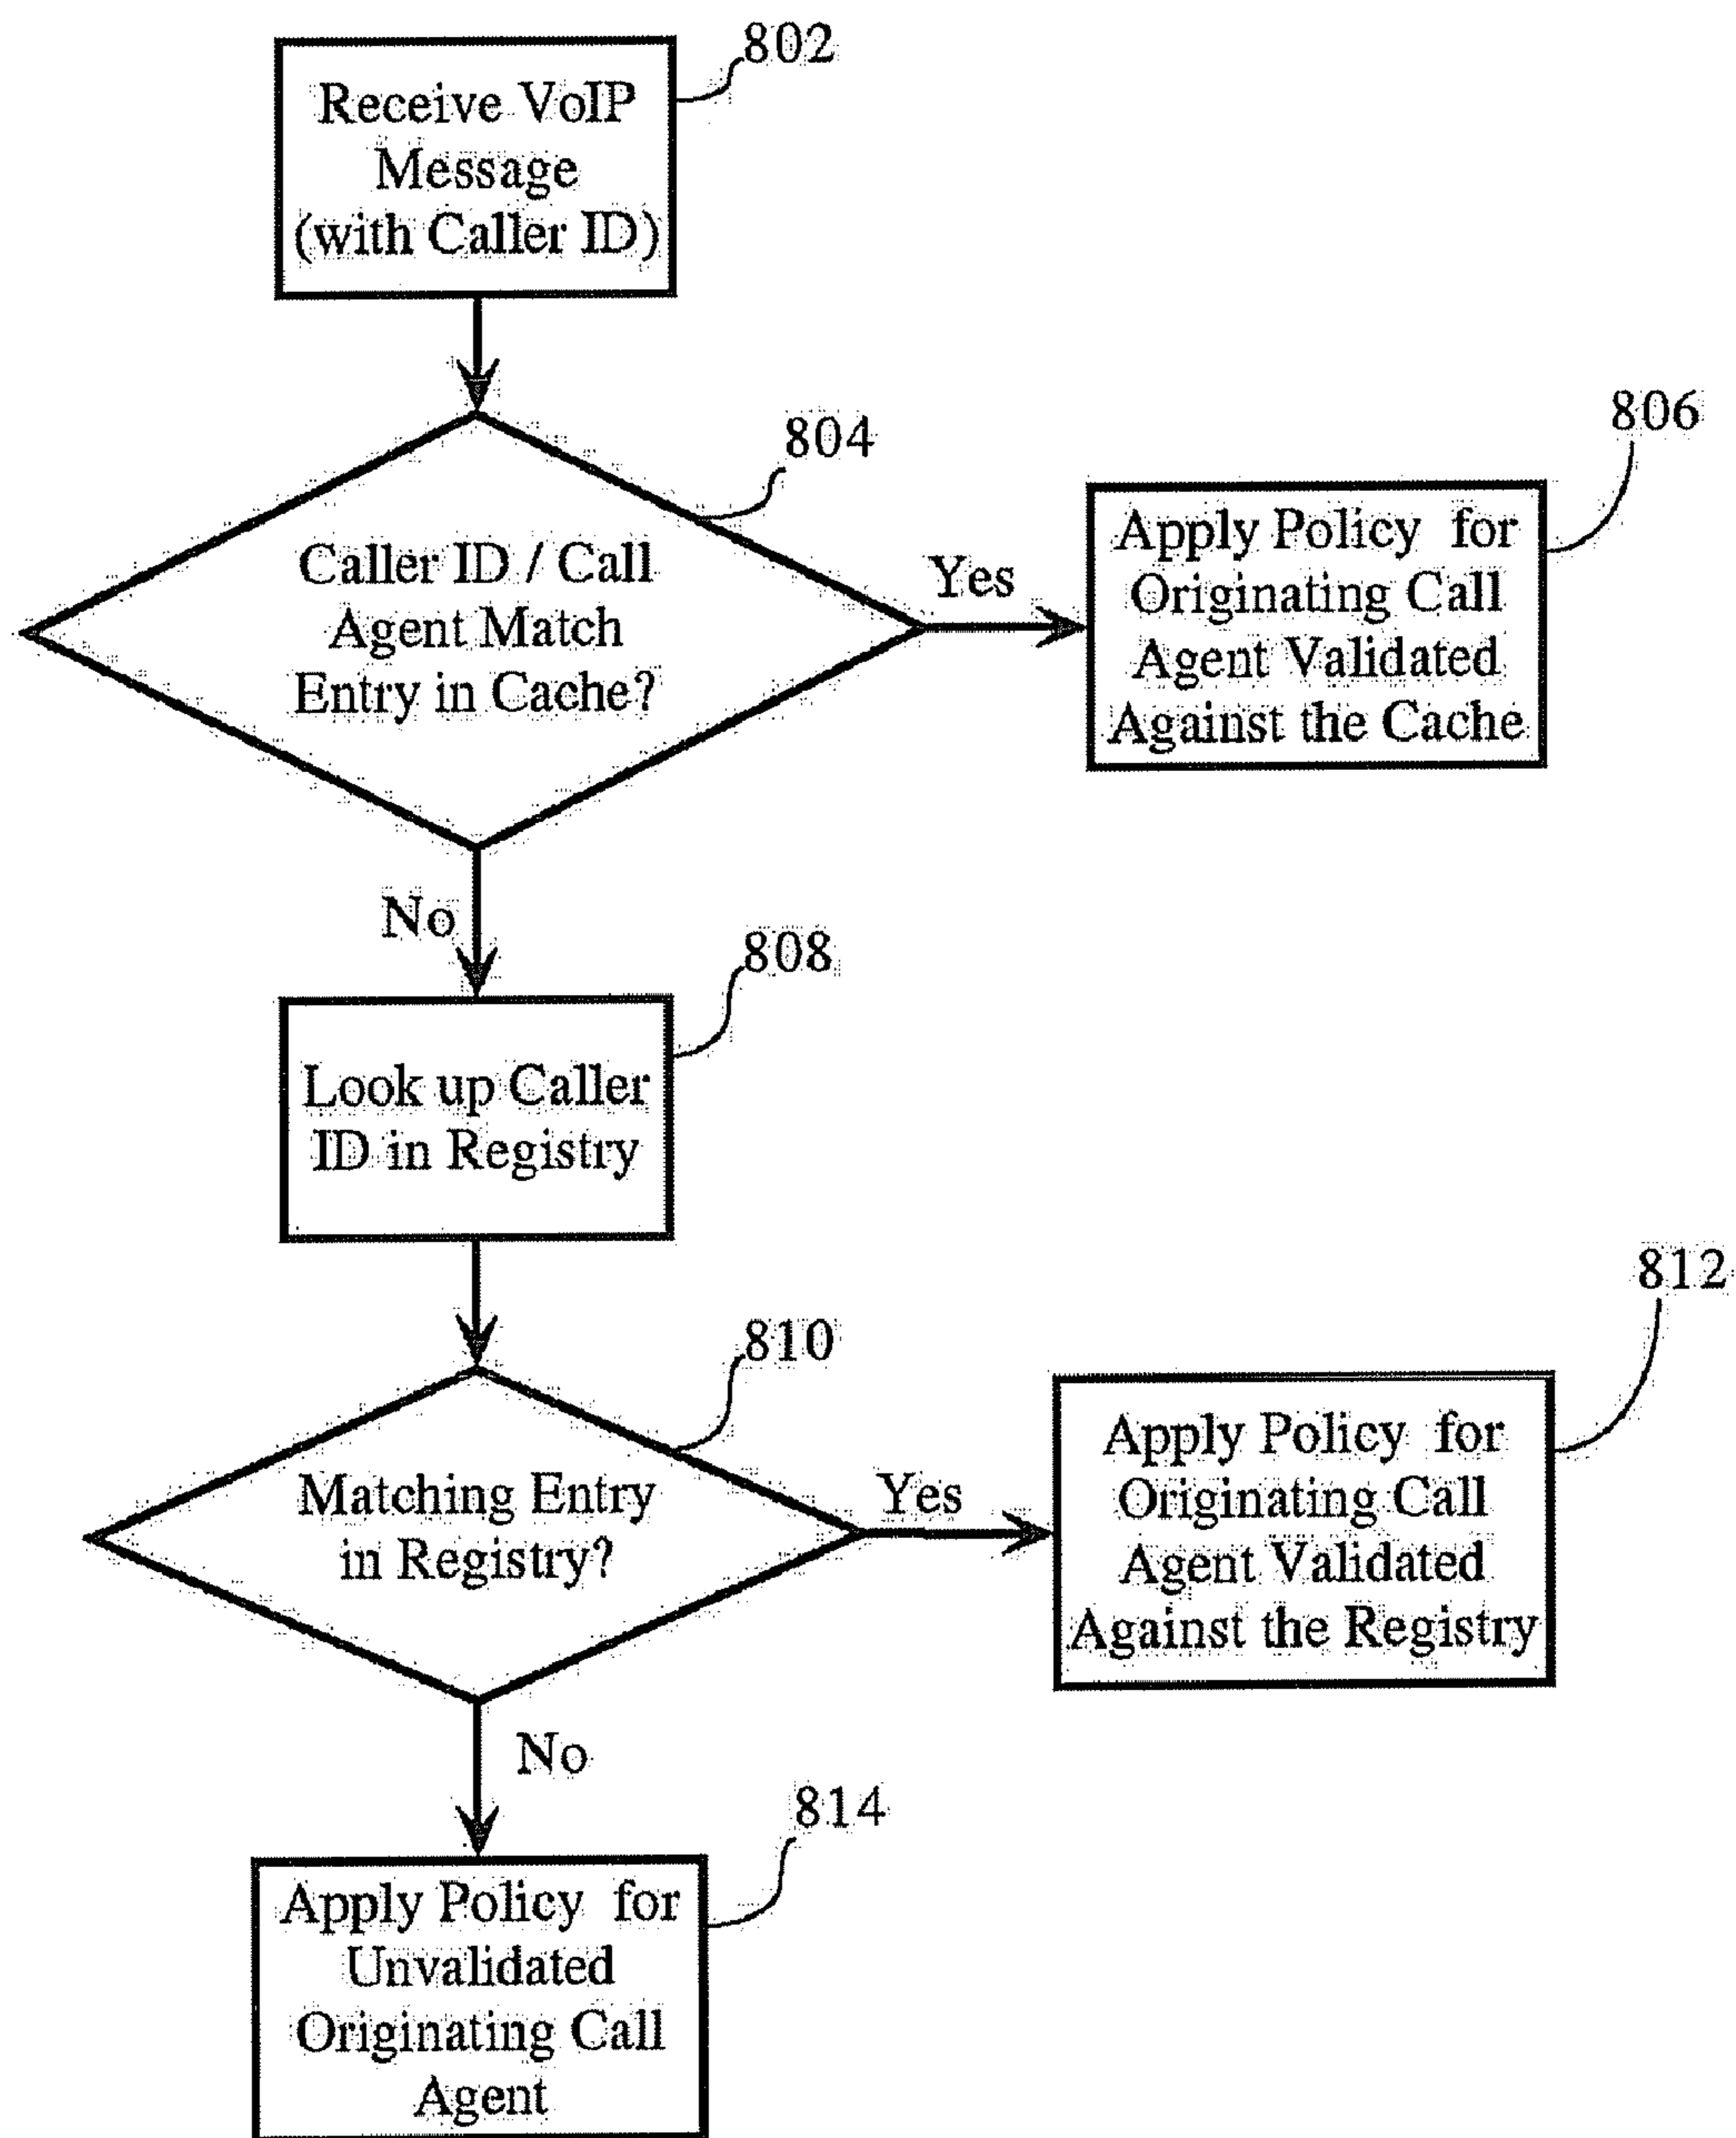 802
Receive VoIP
Message
(with Caller ID)
804
Caller ID / Call
Agent Match
Entry in Cache?
Yes
806
Apply Policy for
Originating Call
Agent Validated
Against the Cache
No
808
Look up Caller
ID in Registry
810
Matching Entry
in Registry?
Yes
812
Apply Policy for
Originating Call
Agent Validated
Against the Registry
No
814
Apply Policy for
Unvalidated
Originating Call
Agent